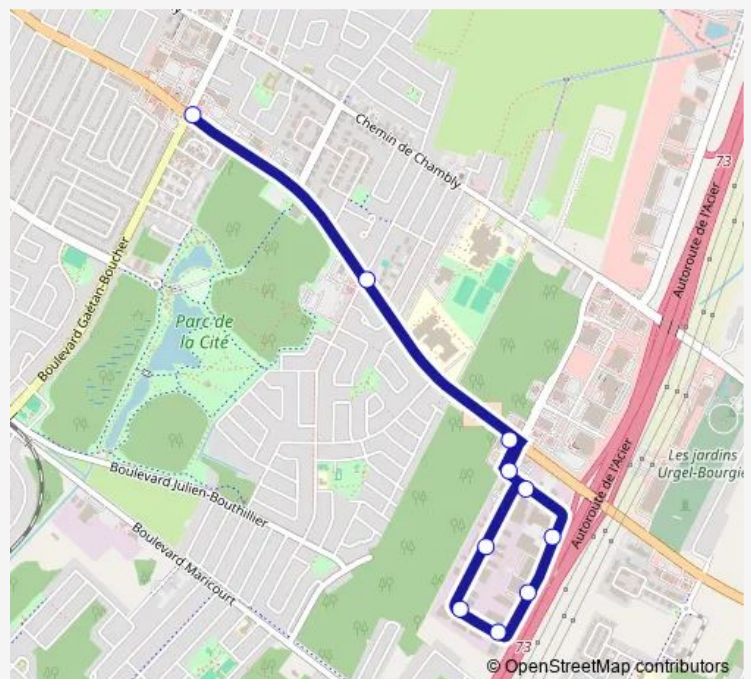 Chemin de Chambly
73
Autoroute de l'Acier
Boulevard Gaétan-Boucher
Parc de
la Cité
Les jardins
Urgel-Bourgie
Autoroute de l'Acier
Boulevard Julien-Bouthillier
Boulevard Maricourt
73
© OpenStreetMap contributors